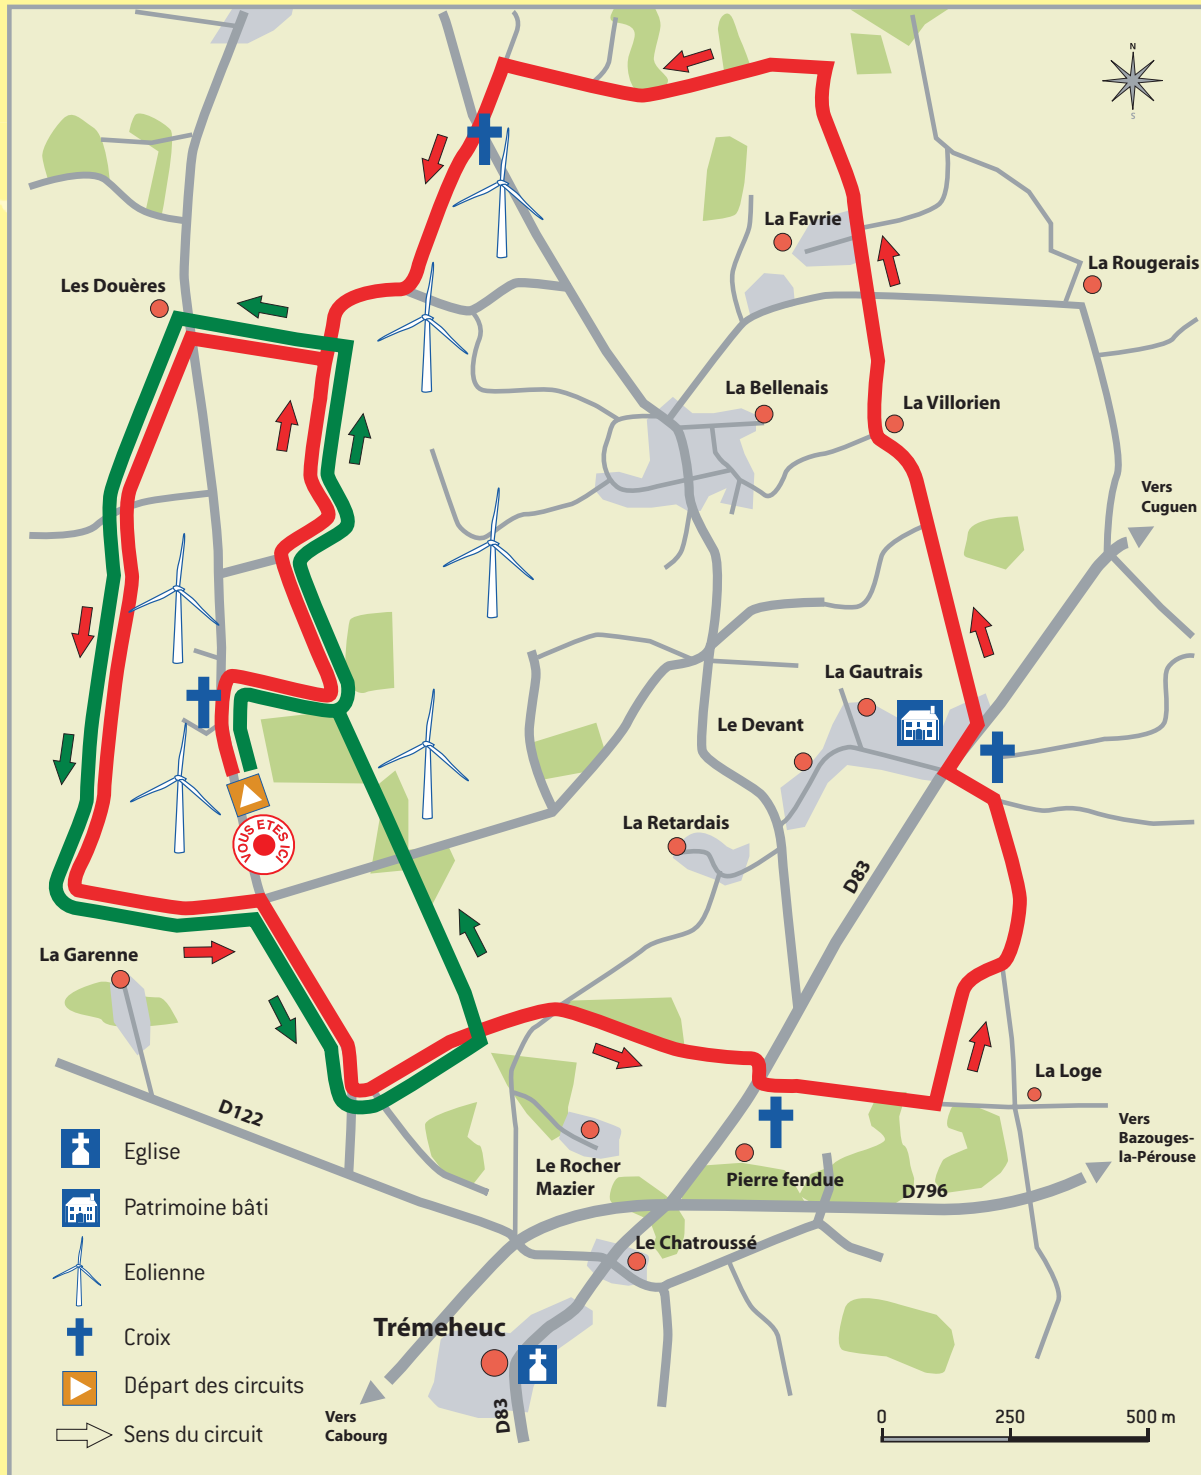 N
S
La Favrie
La Rougerais
Les Douères
La Bellenais
La Villorien
Vers
Cuguen
La Gautrais
Le Devant
La Retardais
D83
VOUS ETES ICI
La Garenne
La Loge
D122
Vers
Bazouges-
la-Pérouse
Le Rocher
Mazier
Pierre fendue
D796
Le Chatroussé
Trémeheuc
D83
Vers
Cabourg
Eglise
Patrimoine bâti
Eolienne
Croix
Départ des circuits
Sens du circuit
0 250 500 m